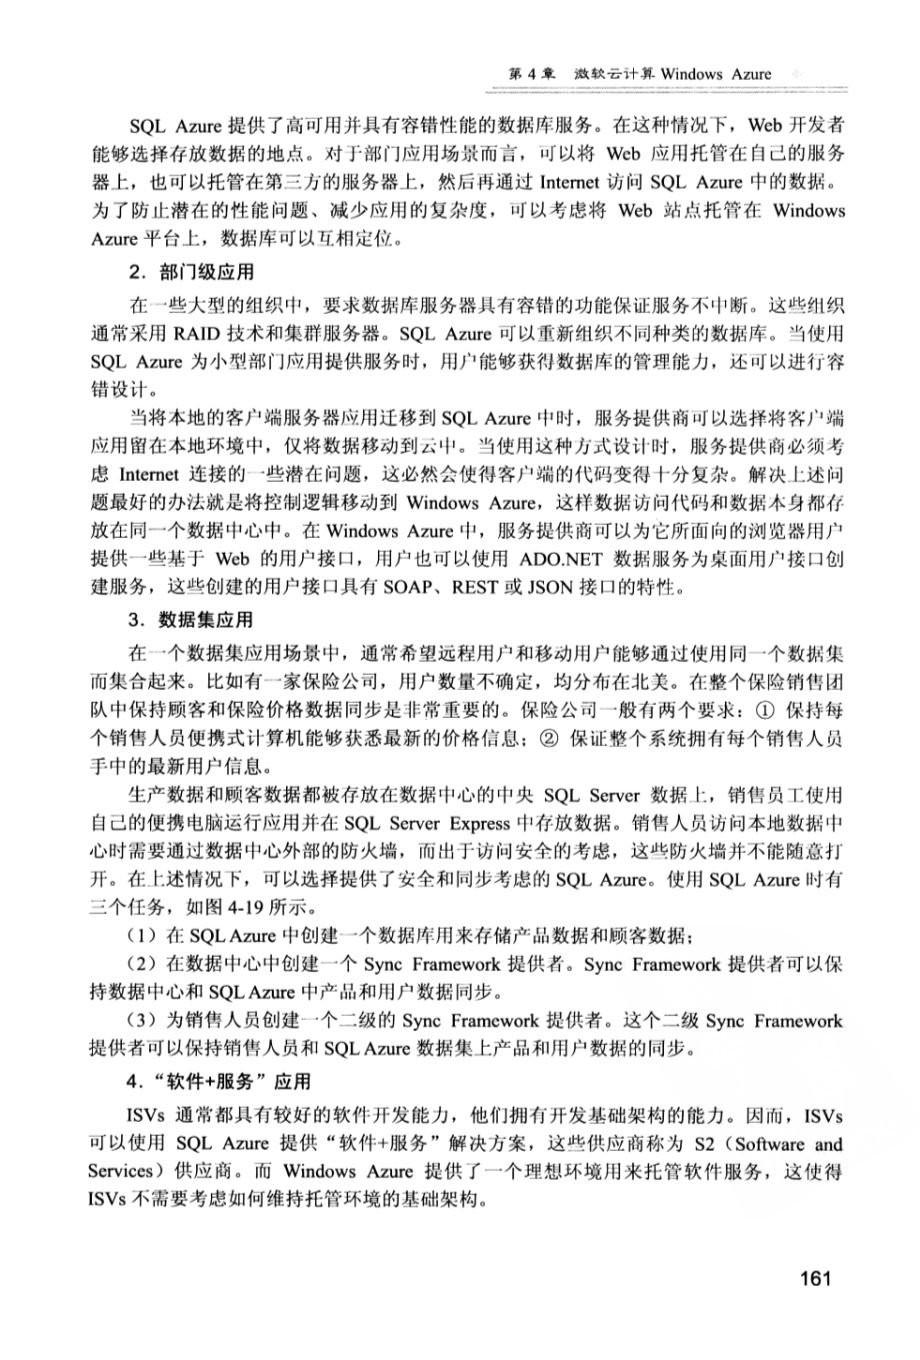 第 4 章 微软云计算 Windows Azure
SQL Azure 提供了高可用并具有容错性能的数据库服务。在这种情况下，Web 开发者
能够选择存放数据的地点。对于部门应用场景而言，可以将 Web 应用托管在自己的服务
器上，也可以托管在第三方的服务器上，然后再通过 Internet 访问 SQL Azure 中的数据。
为了防止潜在的性能问题、减少应用的复杂度，可以考虑将 Web 站点托管在 Windows
Azure 平台上，数据库可以互相定位。
2．部门级应用
在一些大型的组织中，要求数据库服务器具有容错的功能保证服务不中断。这些组织
通常采用 RAID 技术和集群服务器。SQL Azure 可以重新组织不同种类的数据库。当使用
SQL Azure 为小型部门应用提供服务时，用户能够获得数据库的管理能力，还可以进行容
错设计。
当将本地的客户端服务器应用迁移到 SQL Azure 中时，服务提供商可以选择将客户端
应用留在本地环境中，仅将数据移动到云中。当使用这种方式设计时，服务提供商必须考
虑 Internet 连接的一些潜在问题，这必然会使得客户端的代码变得十分复杂。解决上述问
题最好的办法就是将控制逻辑移动到 Windows Azure，这样数据访问代码和数据本身都存
放在同一个数据中心中。在 Windows Azure 中，服务提供商可以为它所面向的浏览器用户
提供一些基于 Web 的用户接口，用户也可以使用 ADO.NET 数据服务为桌面用户接口创
建服务，这些创建的用户接口具有 SOAP、REST 或 JSON 接口的特性。
3．数据集应用
在一个数据集应用场景中，通常希望远程用户和移动用户能够通过使用同一个数据集
而集合起来。比如有一家保险公司，用户数量不确定，均分布在北美。在整个保险销售团
队中保持顾客和保险价格数据同步是非常重要的。保险公司一般有两个要求：① 保持每
个销售人员便携式计算机能够获悉最新的价格信息；② 保证整个系统拥有每个销售人员
手中的最新用户信息。
生产数据和顾客数据都被存放在数据中心的中央 SQL Server 数据上，销售员工使用
自己的便携电脑运行应用并在 SQL Server Express 中存放数据。销售人员访问本地数据中
心时需要通过数据中心外部的防火墙，而出于访问安全的考虑，这些防火墙并不能随意打
开。在上述情况下，可以选择提供了安全和同步考虑的 SQL Azure。使用 SQL Azure 时有
三个任务，如图 4-19 所示。
（1）在 SQL Azure 中创建一个数据库用来存储产品数据和顾客数据；
（2）在数据中心中创建一个 Sync Framework 提供者。Sync Framework 提供者可以保
持数据中心和 SQL Azure 中产品和用户数据同步。
（3）为销售人员创建一个二级的 Sync Framework 提供者。这个二级 Sync Framework
提供者可以保持销售人员和 SQL Azure 数据集上产品和用户数据的同步。
4．“软件+服务”应用
ISVs 通常都具有较好的软件开发能力，他们拥有开发基础架构的能力。因而，ISVs
可以使用 SQL Azure 提供“软件+服务”解决方案，这些供应商称为 S2（Software and
Services）供应商。而 Windows Azure 提供了一个理想环境用来托管软件服务，这使得
ISVs 不需要考虑如何维持托管环境的基础架构。
161